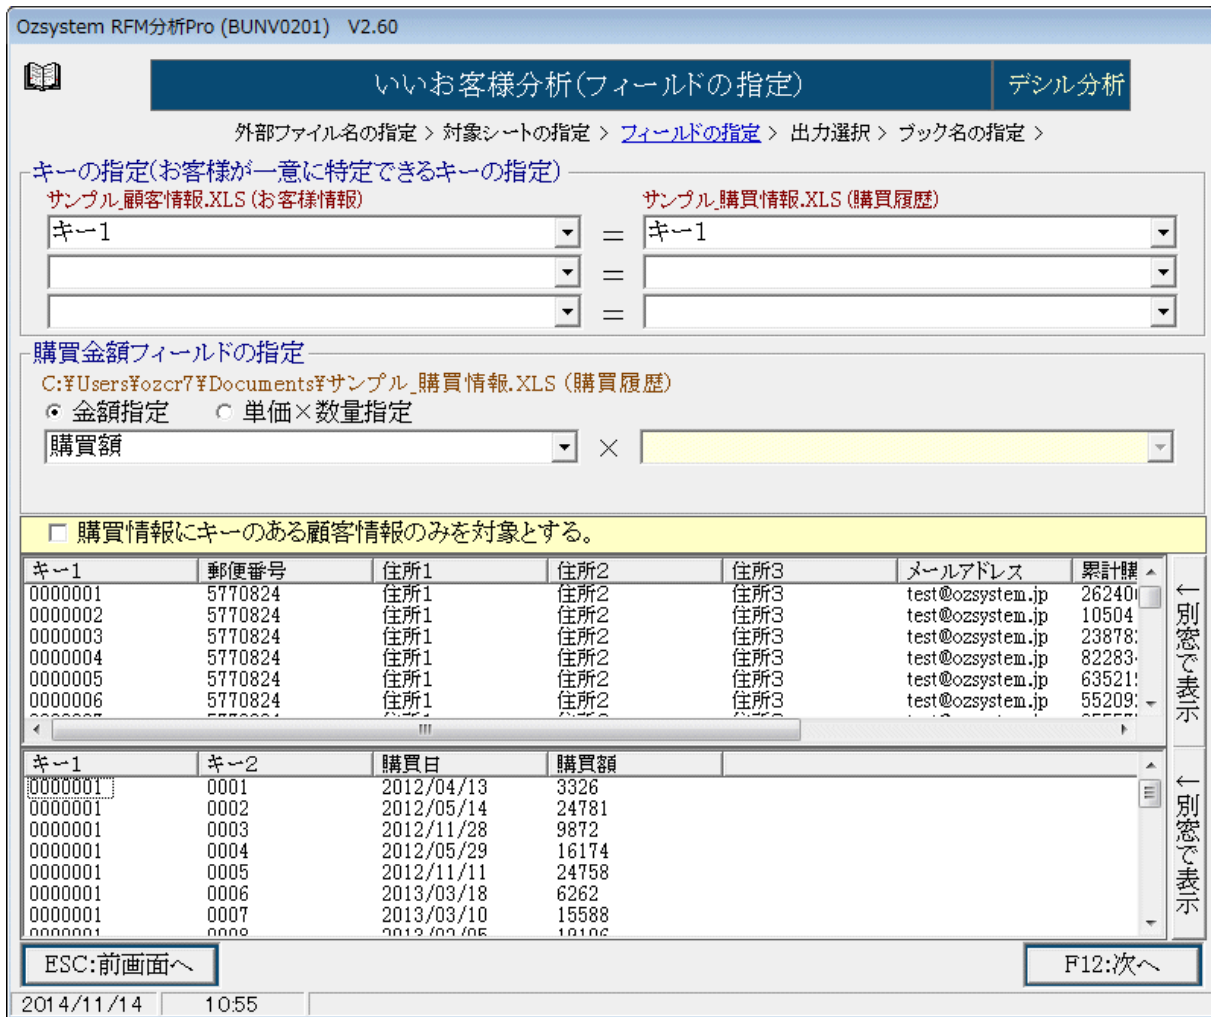 Ozsystem RFM分析Pro (BUNV0201) V2.60
いいお客様分析(フィールドの指定) デシル分析
外部ファイル名の指定 > 対象シートの指定 > フィールドの指定 > 出力選択 > ブック名の指定 >
キーの指定(お客様が一意に特定できるキーの指定)
サンプル_顧客情報.XLS (お客様情報) サンプル_購買情報.XLS (購買履歴)
キー1 = キー1
=
=
購買金額フィールドの指定
C:¥Users¥ozcr7¥Documents¥サンプル_購買情報.XLS (購買履歴)
金額指定 単価×数量指定
購買額 ×
購買情報にキーのある顧客情報のみを対象とする。
キー1 郵便番号 住所1 住所2 住所3 メールアドレス 累計購
0000001 5770824 住所1 住所2 住所3 test@ozsystem.jp 26240
0000002 5770824 住所1 住所2 住所3 test@ozsystem.jp 10504
0000003 5770824 住所1 住所2 住所3 test@ozsystem.jp 23878
0000004 5770824 住所1 住所2 住所3 test@ozsystem.jp 82283
0000005 5770824 住所1 住所2 住所3 test@ozsystem.jp 63521
0000006 5770824 住所1 住所2 住所3 test@ozsystem.jp 55209
←別窓で表示
キー1 キー2 購買日 購買額
0000001 0001 2012/04/13 3326
0000001 0002 2012/05/14 24781
0000001 0003 2012/11/28 9872
0000001 0004 2012/05/29 16174
0000001 0005 2012/11/11 24758
0000001 0006 2013/03/18 6262
0000001 0007 2013/03/10 15588
←別窓で表示
ESC:前画面へ F12:次へ
2014/11/14 10:55